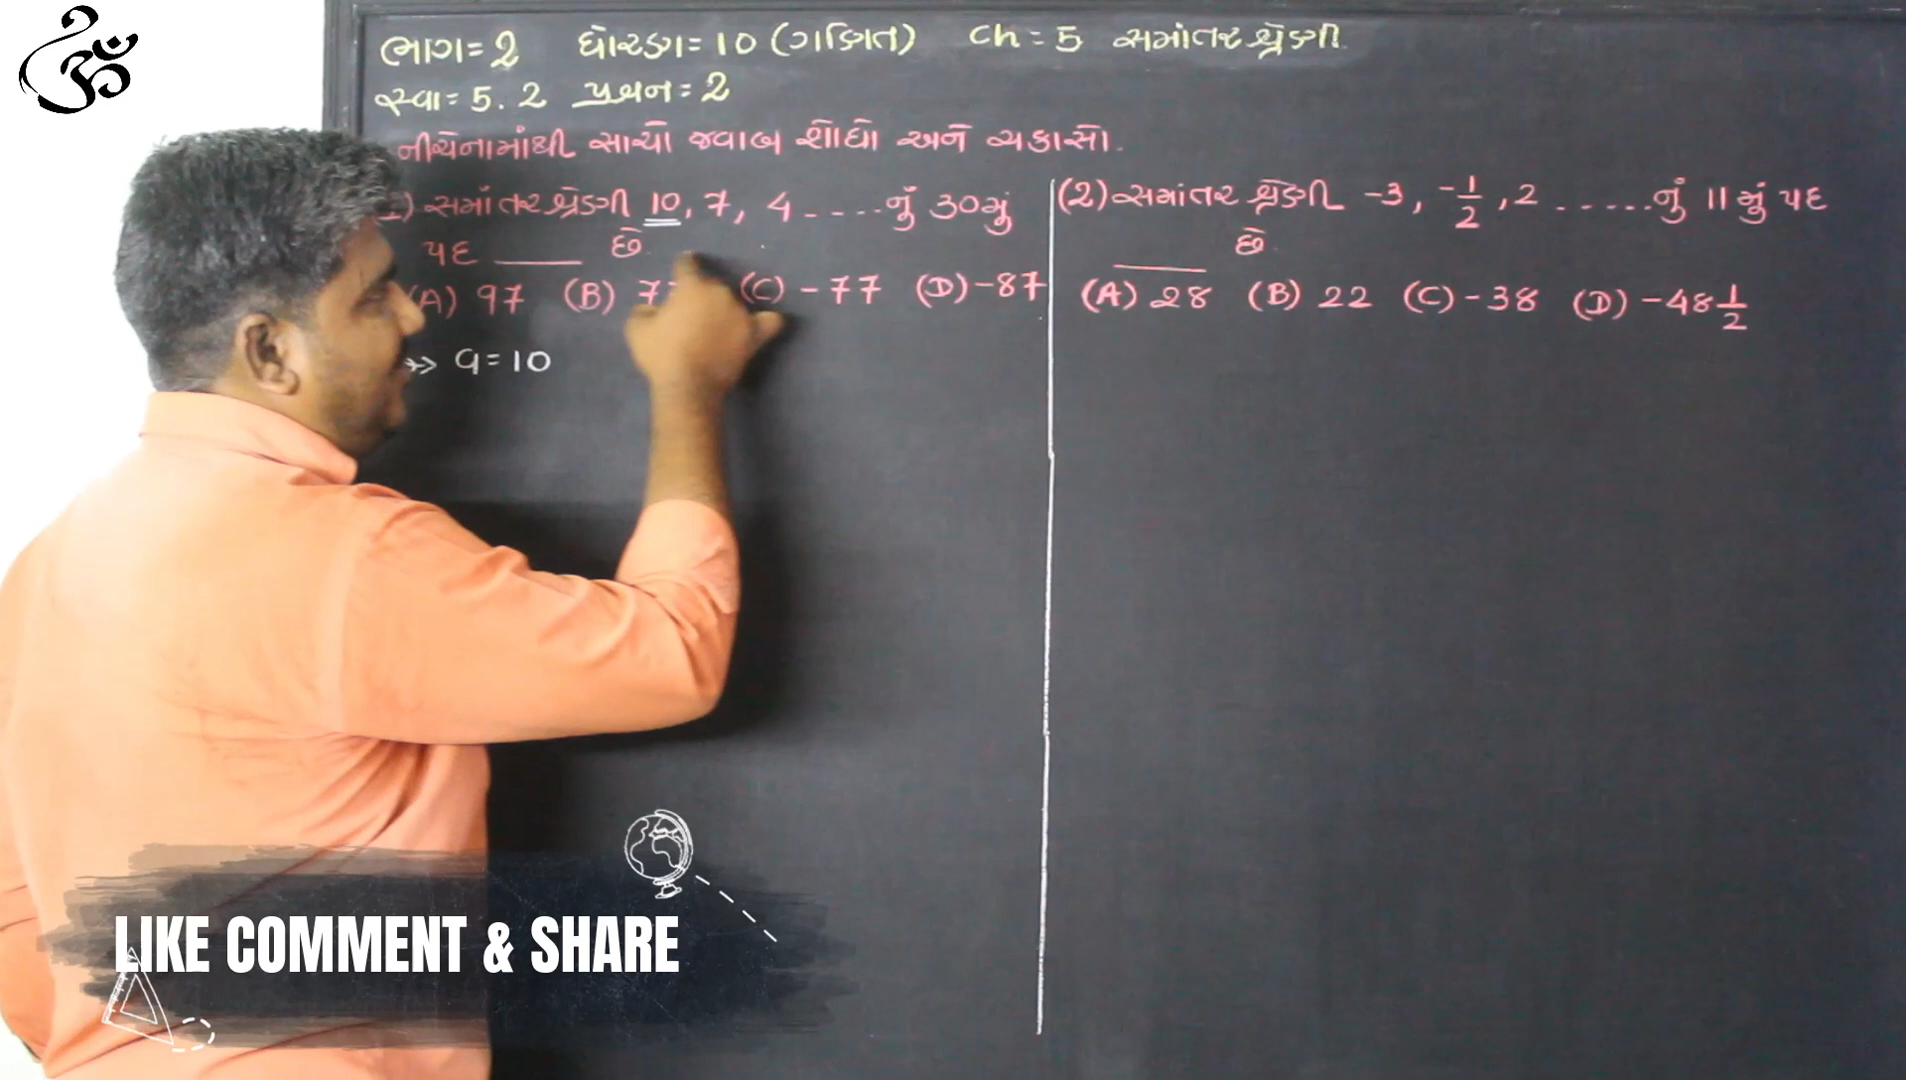 ભાગ=2 ધોરણ=10 (ગણિત) Ch=5 સમાંતર શ્રેણી
સ્વા=5.2 પ્રશ્ન=2
નીચેનામાંથી સાચો જવાબ શોધો અને ચકાસો.
સમાંતર શ્રેણી 10, 7, 4 ----નું 30મું
પદ ____ છે.
(A) 97 (B) (C) -77 (D) -87
→> a=10
(2) સમાંતર શ્રેણી -3, -1/2, 2 ......નું 11મું પદ
____ છે.
(A) 28 (B) 22 (C) -38 (D) -48 1/2
ૐ
LIKE COMMENT & SHARE